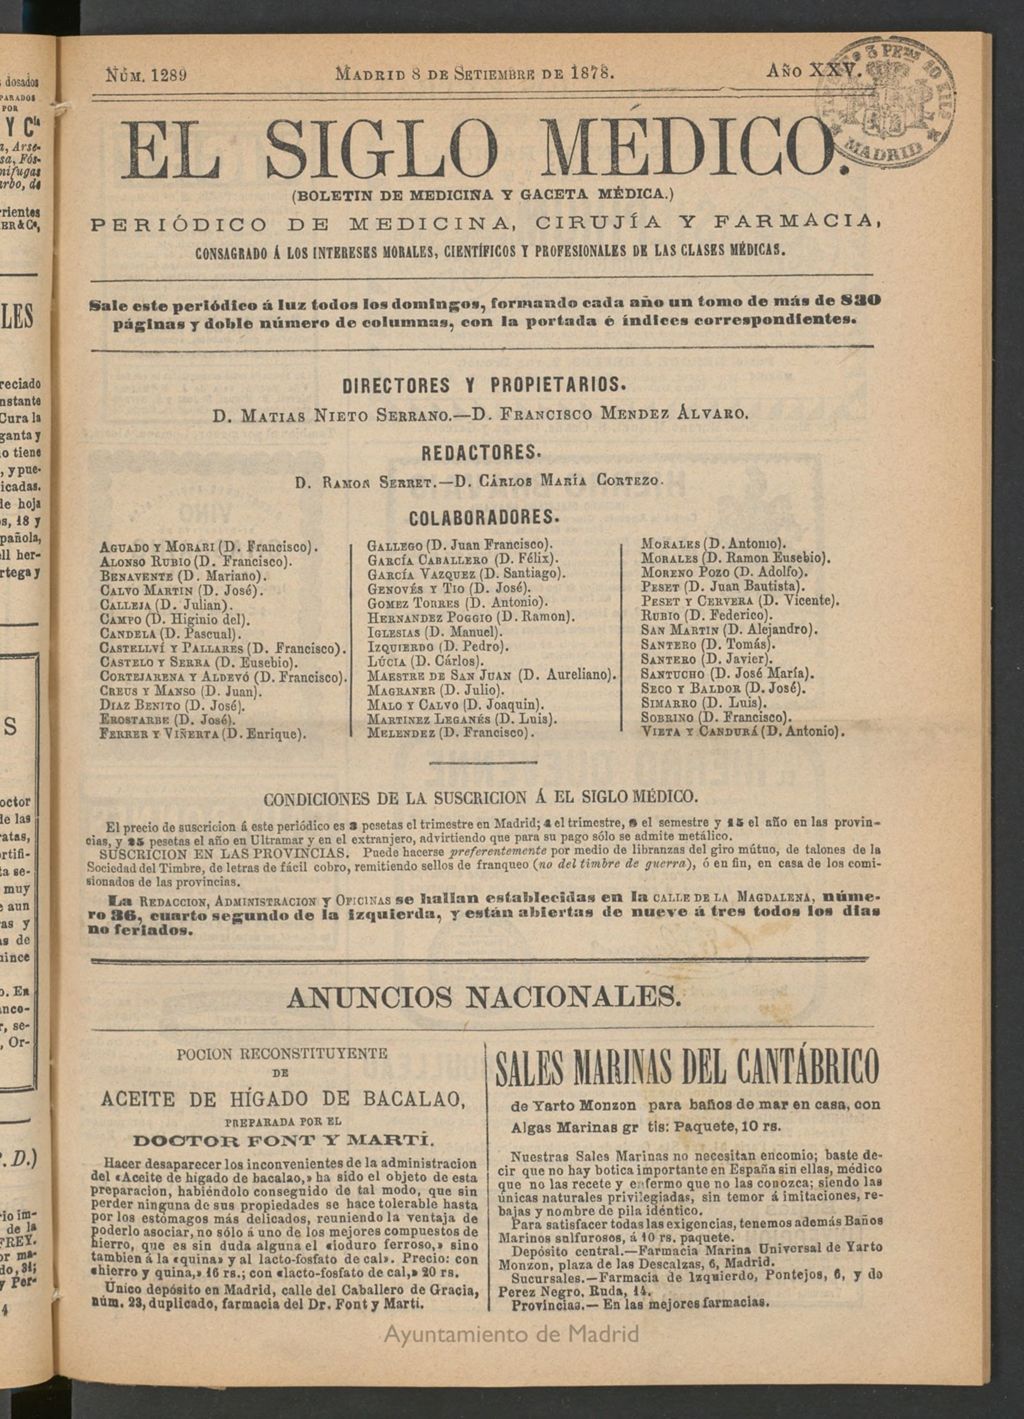 NÚM. 1289 MADRID 8 DE SETIEMBRE DE 1878. AÑO XXV.
EL SIGLO MÉDICO.
(BOLETIN DE MEDICINA Y GACETA MÉDICA.)
PERIÓDICO DE MEDICINA, CIRUJÍA Y FARMACIA,
CONSAGRADO Á LOS INTERESES MORALES, CIENTÍFICOS Y PROFESIONALES DE LAS CLASES MÉDICAS.
Sale este periódico á luz todos los domingos, formando cada año un tomo de más de 830
páginas y doble número de columnas, con la portada é índices correspondientes.
DIRECTORES Y PROPIETARIOS.
D. MATIAS NIETO SERRANO.—D. FRANCISCO MENDEZ ÁLVARO.
REDACTORES.
D. RAMON SERRET.—D. CÁRLOS MARÍA CORTEZO.
COLABORADORES.
AGUADO Y MORARI (D. Francisco).
ALONSO RUBIO (D. Francisco).
BENAVENTE (D. Mariano).
CALVO MARTIN (D. José).
CALLEJA (D. Julian).
CAMPO (D. Higinio del).
CANDELA (D. Pascual).
CASTELLVÍ Y PALLARES (D. Francisco).
CASTELO Y SERRA (D. Eusebio).
CORTEJARENA Y ALDEVÓ (D. Francisco).
CREUS Y MANSO (D. Juan).
DIAZ BENITO (D. José).
EROSTARBE (D. José).
FERRER Y VIÑERTA (D. Enrique).
GALLEGO (D. Juan Francisco).
GARCÍA CABALLERO (D. Félix).
GARCÍA VAZQUEZ (D. Santiago).
GENOVÉS Y TIO (D. José).
GOMEZ TORRES (D. Antonio).
HERNANDEZ POGGIO (D. Ramon).
IGLESIAS (D. Manuel).
IZQUIERDO (D. Pedro).
LÚCIA (D. Cárlos).
MAESTRE DE SAN JUAN (D. Aureliano).
MAGRANER (D. Julio).
MALO Y CALVO (D. Joaquin).
MARTINEZ LEGANÉS (D. Luis).
MELENDEZ (D. Francisco).
MORALES (D. Antonio).
MORALES (D. Ramon Eusebio).
MORENO POZO (D. Adolfo).
PESET (D. Juan Bautista).
PESET Y CERVERA (D. Vicente).
RUBIO (D. Federico).
SAN MARTIN (D. Alejandro).
SANTERO (D. Tomás).
SANTERO (D. Javier).
SANTUCHO (D. José María).
SECO Y BALDOR (D. José).
SIMARRO (D. Luis).
SOBRINO (D. Francisco).
VIETA Y CANDURÁ (D. Antonio).
CONDICIONES DE LA SUSCRICION Á EL SIGLO MÉDICO.
El precio de suscricion á este periódico es 3 pesetas el trimestre en Madrid; 4 el trimestre, 8 el semestre y 15 el año en las provin-
cias, y 25 pesetas el año en Ultramar y en el extranjero, advirtiendo que para su pago sólo se admite metálico.
SUSCRICION EN LAS PROVINCIAS. Puede hacerse preferentemente por medio de libranzas del giro mútuo, de talones de la
Sociedad del Timbre, de letras de fácil cobro, remitiendo sellos de franqueo (no del timbre de guerra), ó en fin, en casa de los comi-
sionados de las provincias.
La REDACCION, ADMINISTRACION Y OFICINAS se hallan establecidas en la CALLE DE LA MAGDALENA, núme-
ro 36, cuarto segundo de la izquierda, y están abiertas de nueve á tres todos los dias
no feriados.
ANUNCIOS NACIONALES.
POCION RECONSTITUYENTE
DE
ACEITE DE HÍGADO DE BACALAO,
PREPARADA POR EL
DOCTOR FONT Y MARTÍ.
Hacer desaparecer los inconvenientes de la administracion
del «Aceite de hígado de bacalao,» ha sido el objeto de esta
preparacion, habiéndolo conseguido de tal modo, que sin
perder ninguna de sus propiedades se hace tolerable hasta
por los estómagos más delicados, reuniendo la ventaja de
poderlo asociar, no sólo á uno de los mejores compuestos de
hierro, que es sin duda alguna el «ioduro ferroso,» sino
tambien á la «quina» y al lacto-fosfato de cal». Precio: con
«hierro y quina,» 16 rs.; con «lacto-fosfato de cal,» 20 rs.
Único depósito en Madrid, calle del Caballero de Gracia,
núm. 23, duplicado, farmacia del Dr. Font y Martí.
SALES MARINAS DEL CANTÁBRICO
de Yarto Monzon para baños de mar en casa, con
Algas Marinas gr tis: Paquete, 10 rs.
Nuestras Sales Marinas no necesitan encomio; baste de-
cir que no hay botica importante en España sin ellas, médico
que no las recete y enfermo que no las conozca; siendo las
únicas naturales privilegiadas, sin temor á imitaciones, re-
bajas y nombre de pila idéntico.
Para satisfacer todas las exigencias, tenemos además Baños
Marinos sulfurosos, á 10 rs. paquete.
Depósito central.—Farmacia Marina Universal de Yarto
Monzon, plaza de las Descalzas, 6, Madrid.
Sucursales.—Farmacia de Izquierdo, Pontejos, 6, y de
Perez Negro, Ruda, 14.
Provincias.—En las mejores farmacias.
Ayuntamiento de Madrid